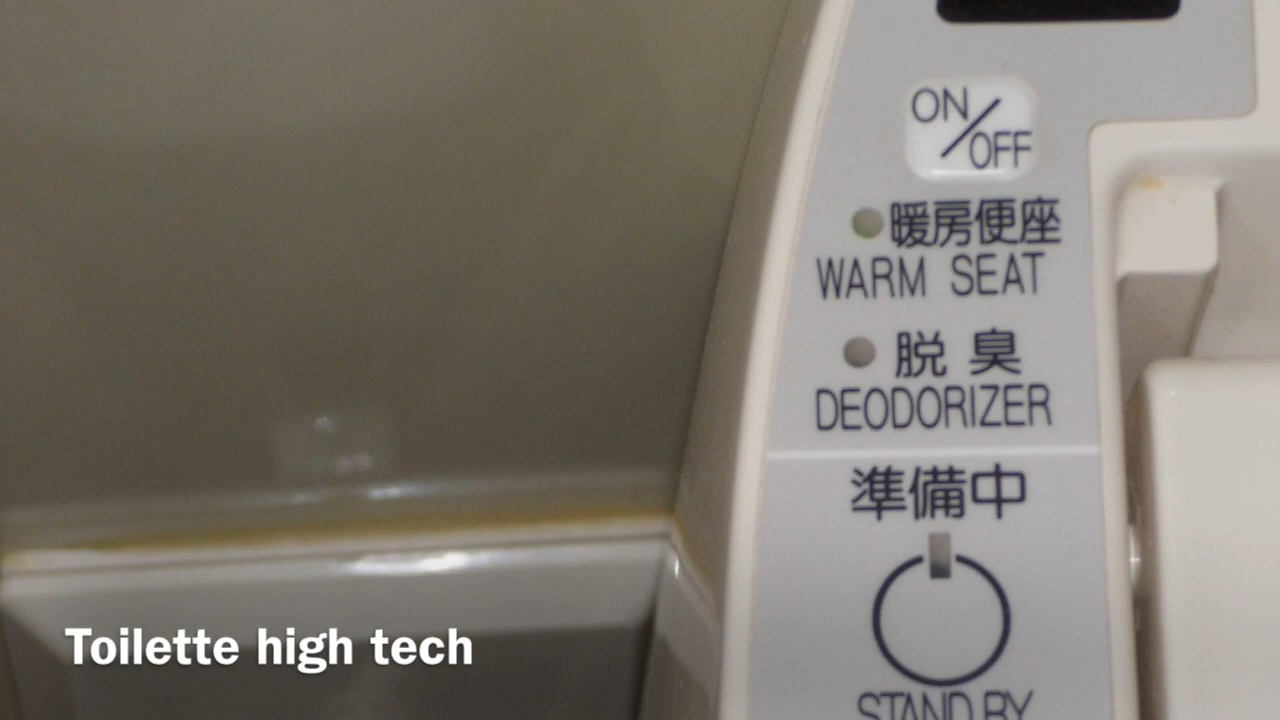 ON/OFF
暖房便座
WARM SEAT
脱臭
DEODORIZER
準備中
STAND BY
Toilette high tech